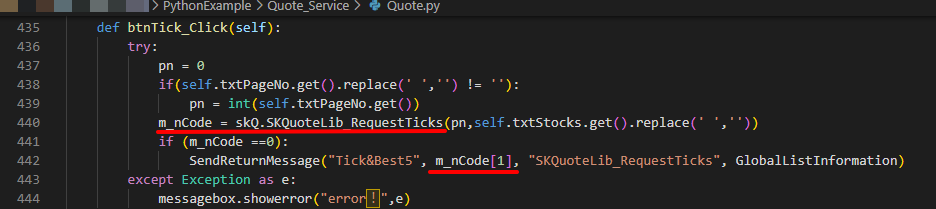 > PythonExample > Quote_Service > Quote.py
435 def btnTick_Click(self):
436 try:
437 pn = 0
438 if(self.txtPageNo.get().replace(' ','') != ''):
439 pn = int(self.txtPageNo.get())
440 m_nCode = skQ.SKQuoteLib_RequestTicks(pn,self.txtStocks.get().replace(' ',''))
441 if (m_nCode ==0):
442 SendReturnMessage("Tick&Best5", m_nCode[1], "SKQuoteLib_RequestTicks", GlobalListInformation)
443 except Exception as e:
444 messagebox.showerror("error！",e)